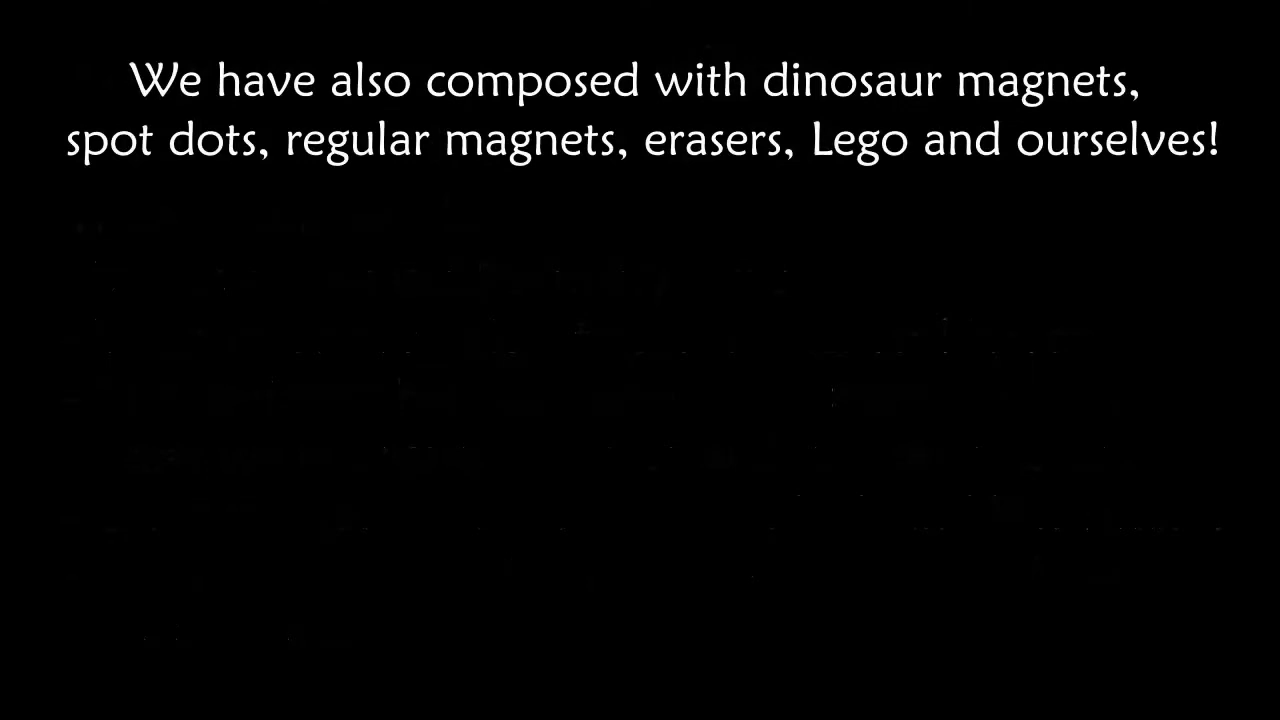 We have also composed with dinosaur magnets,
spot dots, regular magnets, erasers, Lego and ourselves!